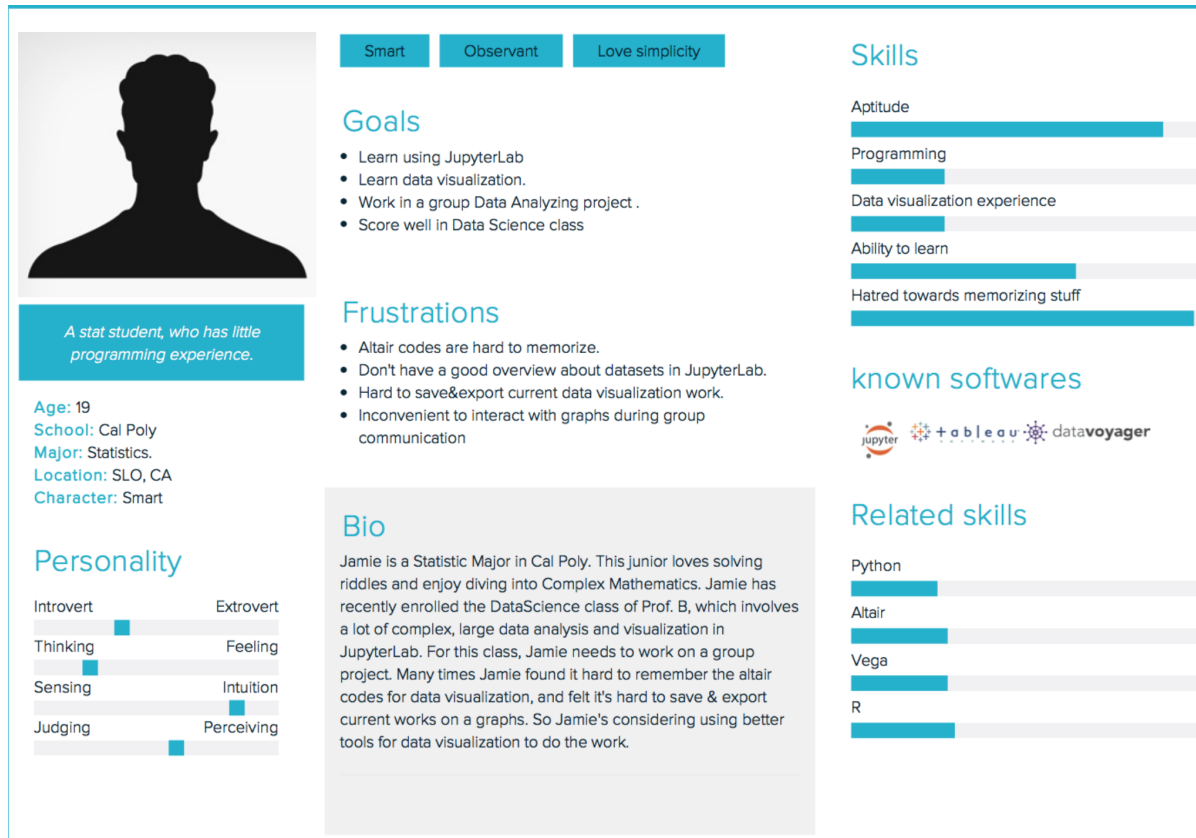 A stat student, who has little
programming experience.
Age: 19
School: Cal Poly
Major: Statistics.
Location: SLO, CA
Character: Smart
Personality
Introvert Extrovert
Thinking Feeling
Sensing Intuition
Judging Perceiving
Smart Observant Love simplicity
Goals
• Learn using JupyterLab
• Learn data visualization.
• Work in a group Data Analyzing project .
• Score well in Data Science class
Frustrations
• Altair codes are hard to memorize.
• Don't have a good overview about datasets in JupyterLab.
• Hard to save&export current data visualization work.
• Inconvenient to interact with graphs during group
communication
Bio
Jamie is a Statistic Major in Cal Poly. This junior loves solving
riddles and enjoy diving into Complex Mathematics. Jamie has
recently enrolled the DataScience class of Prof. B, which involves
a lot of complex, large data analysis and visualization in
JupyterLab. For this class, Jamie needs to work on a group
project. Many times Jamie found it hard to remember the altair
codes for data visualization, and felt it's hard to save & export
current works on a graphs. So Jamie's considering using better
tools for data visualization to do the work.
Skills
Aptitude
Programming
Data visualization experience
Ability to learn
Hatred towards memorizing stuff
known softwares
jupyter tableau datavoyager
Related skills
Python
Altair
Vega
R